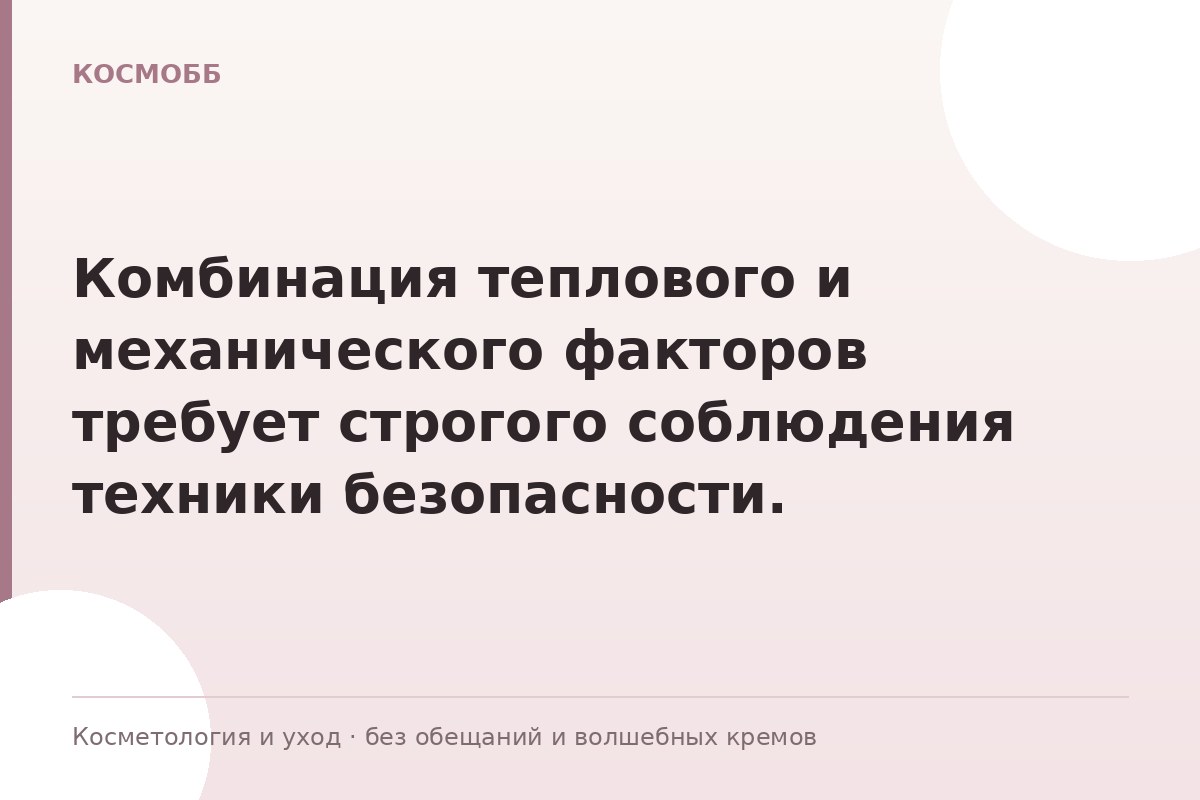 КОСМОББ
Комбинация теплового и
механического факторов
требует строгого соблюдения
техники безопасности.
Косметология и уход · без обещаний и волшебных кремов